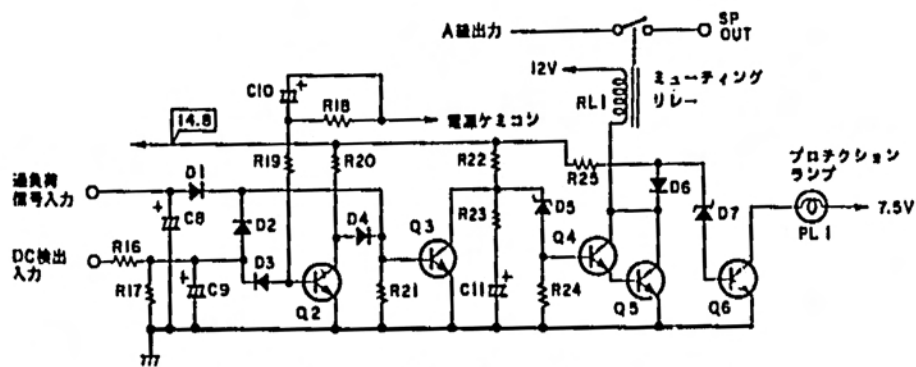 A級出力
SP
OUT
12V
RL1
ミューティング
リレー
C10
R18
電源ケミコン
14.8
R19
R20
R22
R25
D6
プロテクション
ランプ
過負荷
信号入力
D1
C8
D2
D4
Q3
R23
D5
Q4
D7
7.5V
PL1
DC検出
入力
R16
R17
C9
D3
Q2
R21
C11
R24
Q5
Q6